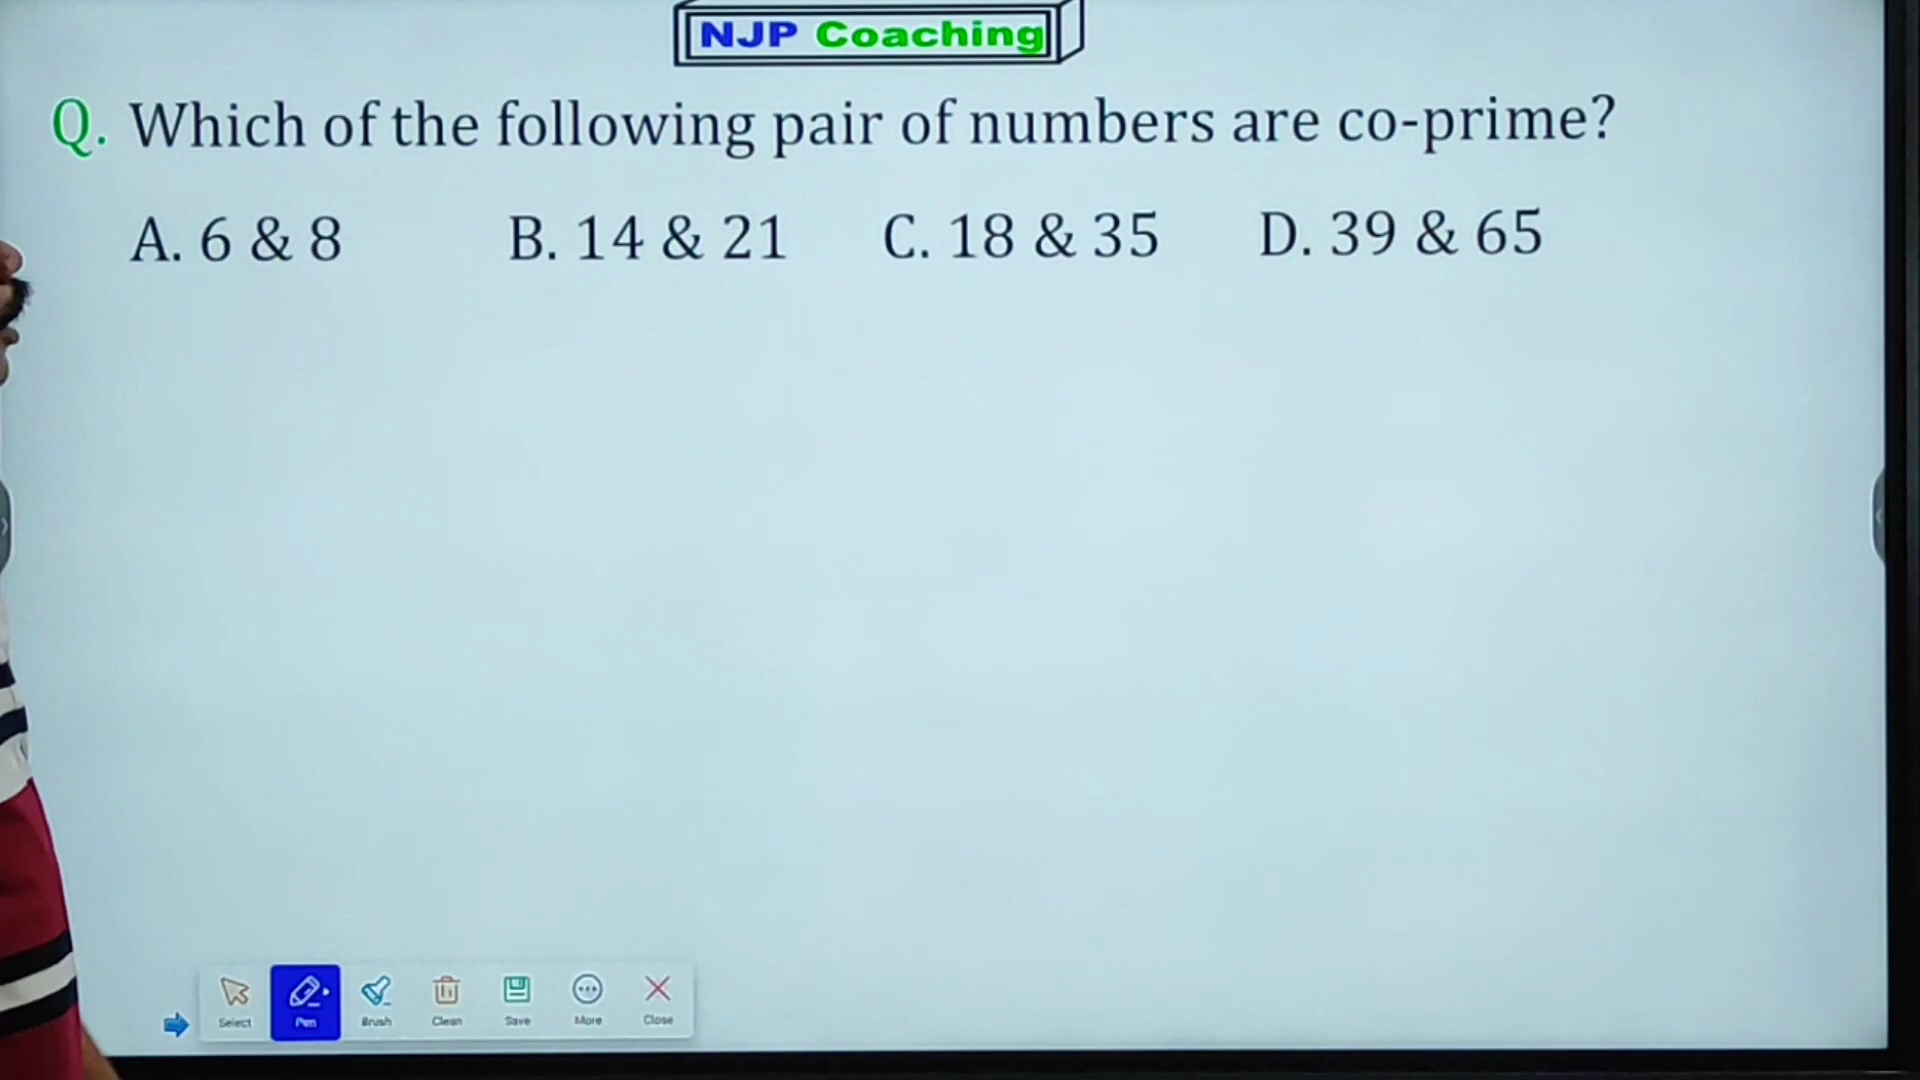 NJP Coaching
Q. Which of the following pair of numbers are co-prime?
A. 6 & 8 B. 14 & 21 C. 18 & 35 D. 39 & 65
Select Pen Brush Clean Save More Close